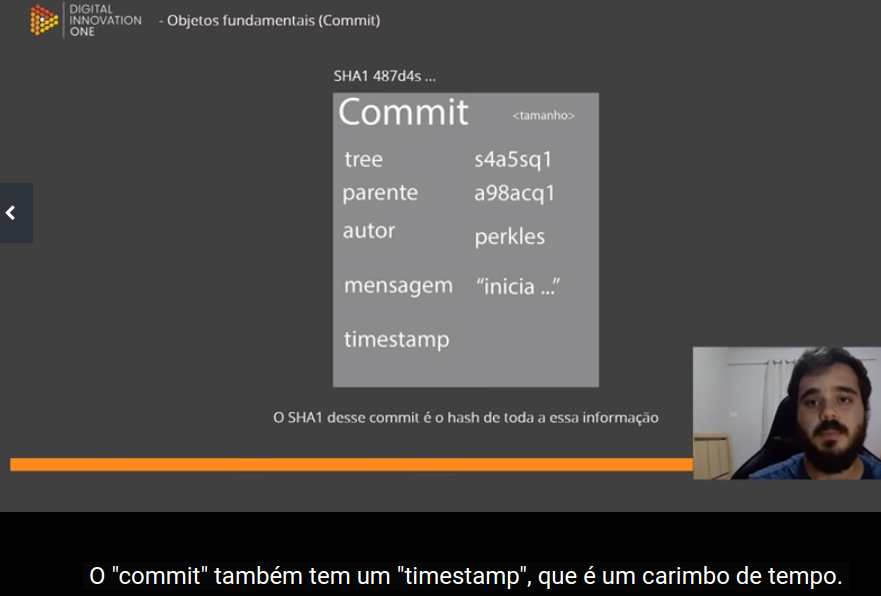 DIGITAL
INNOVATION
ONE
- Objetos fundamentais (Commit)
SHA1 487d4s ...
Commit <tamanho>
tree s4a5sq1
parente a98acq1
autor perkles
mensagem “inicia ...”
timestamp
O SHA1 desse commit é o hash de toda a essa informação
O "commit" também tem um "timestamp", que é um carimbo de tempo.